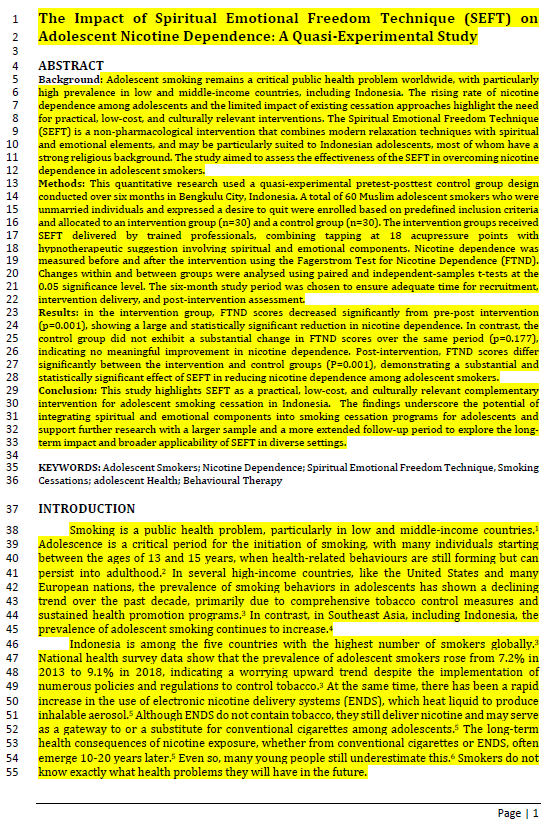 1 The Impact of Spiritual Emotional Freedom Technique (SEFT) on
2 Adolescent Nicotine Dependence: A Quasi-Experimental Study
3
4 ABSTRACT
5 Background: Adolescent smoking remains a critical public health problem worldwide, with particularly
6 high prevalence in low and middle-income countries, including Indonesia. The rising rate of nicotine
7 dependence among adolescents and the limited impact of existing cessation approaches highlight the need
8 for practical, low-cost, and culturally relevant interventions. The Spiritual Emotional Freedom Technique
9 (SEFT) is a non-pharmacological intervention that combines modern relaxation techniques with spiritual
10 and emotional elements, and may be particularly suited to Indonesian adolescents, most of whom have a
11 strong religious background. The study aimed to assess the effectiveness of the SEFT in overcoming nicotine
12 dependence in adolescent smokers.
13 Methods: This quantitative research used a quasi-experimental pretest-posttest control group design
14 conducted over six months in Bengkulu City, Indonesia. A total of 60 Muslim adolescent smokers who were
15 unmarried individuals and expressed a desire to quit were enrolled based on predefined inclusion criteria
16 and allocated to an intervention group (n=30) and a control group (n=30). The intervention groups received
17 SEFT delivered by trained professionals, combining tapping at 18 acupressure points with
18 hypnotherapeutic suggestion involving spiritual and emotional components. Nicotine dependence was
19 measured before and after the intervention using the Fagerstrom Test for Nicotine Dependence (FTND).
20 Changes within and between groups were analysed using paired and independent-samples t-tests at the
21 0.05 significance level. The six-month study period was chosen to ensure adequate time for recruitment,
22 intervention delivery, and post-intervention assessment.
23 Results: in the intervention group, FTND scores decreased significantly from pre-post intervention
24 (p=0.001), showing a large and statistically significant reduction in nicotine dependence. In contrast, the
25 control group did not exhibit a substantial change in FTND scores over the same period (p=0.177),
26 indicating no meaningful improvement in nicotine dependence. Post-intervention, FTND scores differ
27 significantly between the intervention and control groups (P=0.001), demonstrating a substantial and
28 statistically significant effect of SEFT in reducing nicotine dependence among adolescent smokers.
29 Conclusion: This study highlights SEFT as a practical, low-cost, and culturally relevant complementary
30 intervention for adolescent smoking cessation in Indonesia. The findings underscore the potential of
31 integrating spiritual and emotional components into smoking cessation programs for adolescents and
32 support further research with a larger sample and a more extended follow-up period to explore the long-
33 term impact and broader applicability of SEFT in diverse settings.
34
35 KEYWORDS: Adolescent Smokers; Nicotine Dependence; Spiritual Emotional Freedom Technique, Smoking
36 Cessations; adolescent Health; Behavioural Therapy
37 INTRODUCTION
38 Smoking is a public health problem, particularly in low and middle-income countries.¹
39 Adolescence is a critical period for the initiation of smoking, with many individuals starting
40 between the ages of 13 and 15 years, when health-related behaviours are still forming but can
41 persist into adulthood.² In several high-income countries, like the United States and many
42 European nations, the prevalence of smoking behaviors in adolescents has shown a declining
43 trend over the past decade, primarily due to comprehensive tobacco control measures and
44 sustained health promotion programs.³ In contrast, in Southeast Asia, including Indonesia, the
45 prevalence of adolescent smoking continues to increase.⁴
46 Indonesia is among the five countries with the highest number of smokers globally.³
47 National health survey data show that the prevalence of adolescent smokers rose from 7.2% in
48 2013 to 9.1% in 2018, indicating a worrying upward trend despite the implementation of
49 numerous policies and regulations to control tobacco.³ At the same time, there has been a rapid
50 increase in the use of electronic nicotine delivery systems (ENDS), which heat liquid to produce
51 inhalable aerosol.⁵ Although ENDS do not contain tobacco, they still deliver nicotine and may serve
52 as a gateway to or a substitute for conventional cigarettes among adolescents.⁵ The long-term
53 health consequences of nicotine exposure, whether from conventional cigarettes or ENDS, often
54 emerge 10-20 years later.⁵ Even so, many young people still underestimate this.⁶ Smokers do not
55 know exactly what health problems they will have in the future.
Page | 1